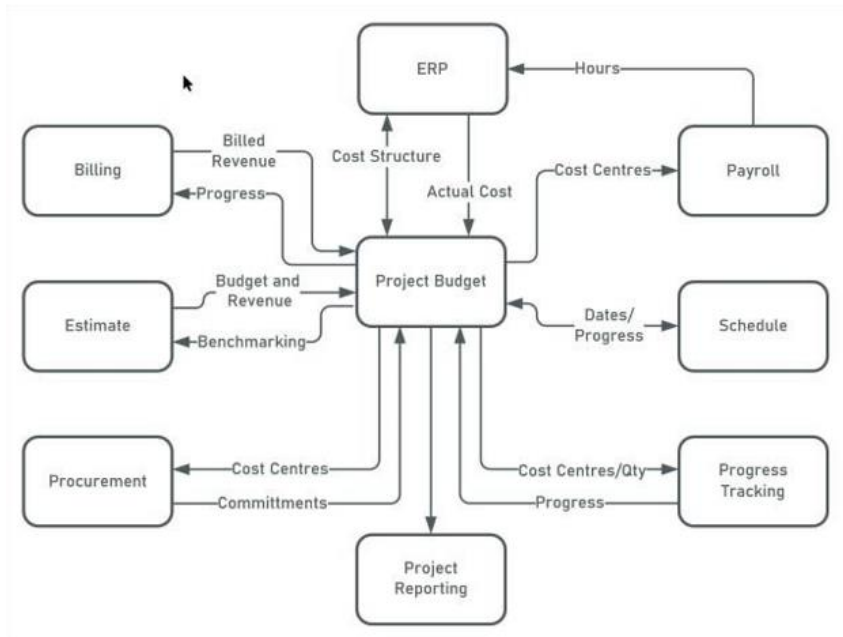 ERP
Hours
Billed
Revenue
Cost Structure
Billing
Cost Centres
Payroll
Progress
Actual Cost
Budget and
Revenue
Project Budget
Estimate
Dates/
Progress
Schedule
Benchmarking
Procurement
Cost Centres
Committments
Cost Centres/Qty
Progress
Progress
Tracking
Project
Reporting